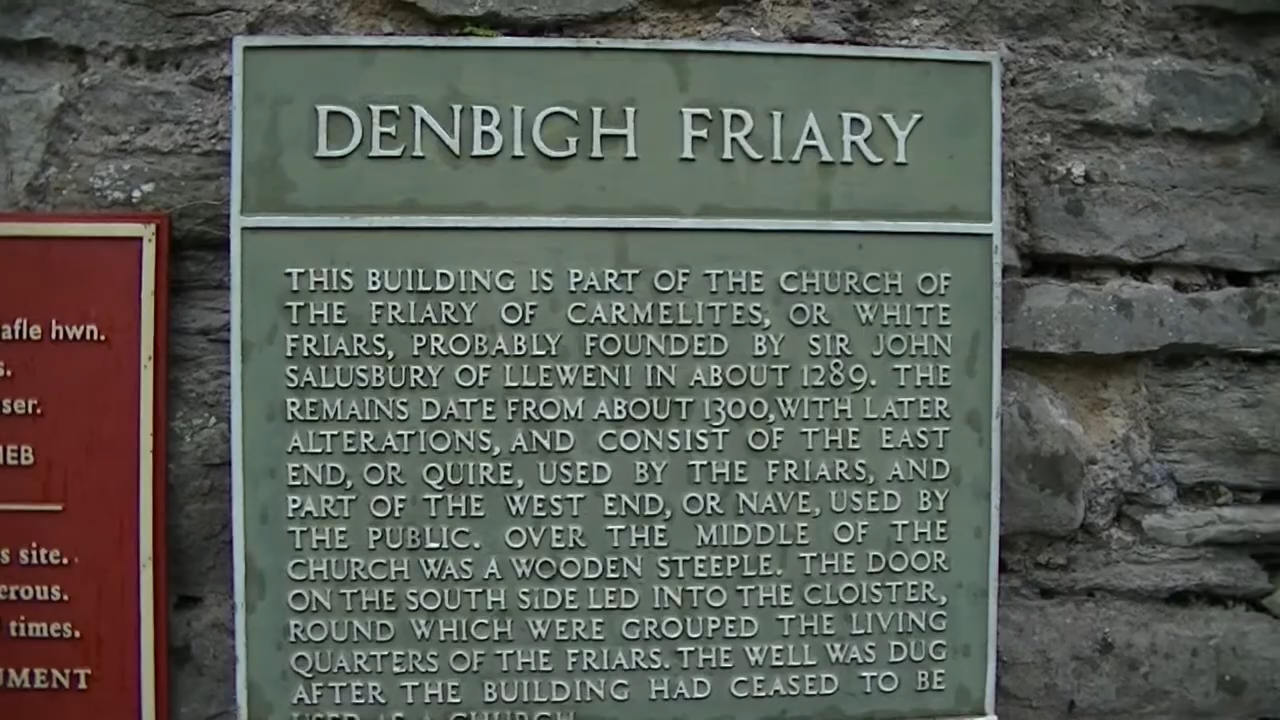 DENBIGH FRIARY
THIS BUILDING IS PART OF THE CHURCH OF
THE FRIARY OF CARMELITES, OR WHITE
FRIARS, PROBABLY FOUNDED BY SIR JOHN
SALUSBURY OF LLEWENI IN ABOUT 1289. THE
REMAINS DATE FROM ABOUT 1300, WITH LATER
ALTERATIONS, AND CONSIST OF THE EAST
END, OR QUIRE, USED BY THE FRIARS, AND
PART OF THE WEST END, OR NAVE, USED BY
THE PUBLIC. OVER THE MIDDLE OF THE
CHURCH WAS A WOODEN STEEPLE. THE DOOR
ON THE SOUTH SIDE LED INTO THE CLOISTER,
ROUND WHICH WERE GROUPED THE LIVING
QUARTERS OF THE FRIARS. THE WELL WAS DUG
AFTER THE BUILDING HAD CEASED TO BE
USED AS A CHURCH
hwn.
site.
times.